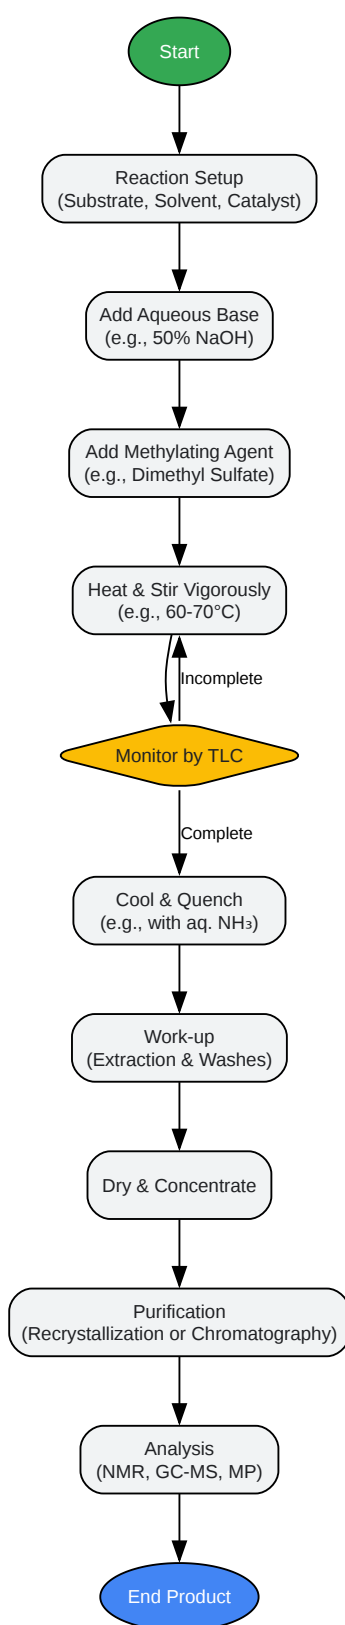 Start
Reaction Setup
(Substrate, Solvent, Catalyst)
Add Aqueous Base
(e.g., 50% NaOH)
Add Methylating Agent
(e.g., Dimethyl Sulfate)
Heat & Stir Vigorously
(e.g., 60-70°C)
Incomplete
Monitor by TLC
Complete
Cool & Quench
(e.g., with aq. NH₃)
Work-up
(Extraction & Washes)
Dry & Concentrate
Purification
(Recrystallization or Chromatography)
Analysis
(NMR, GC-MS, MP)
End Product